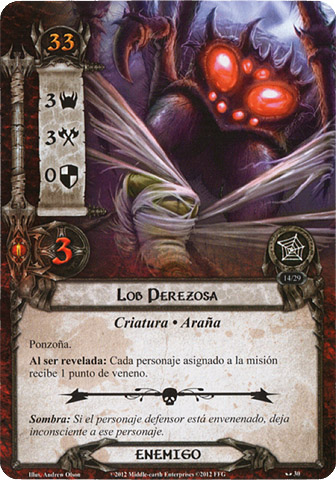 33
3
3
0
3
14/29
Lob Perezosa
Criatura • Araña
Ponzoña.
Al ser revelada: Cada personaje asignado a la misión
recibe 1 punto de veneno.
Sombra: Si el personaje defensor está envenenado, deja
inconsciente a ese personaje.
ENEMIGO
Illus. Andrew Olson
©2012 Middle-earth Enterprises ©2012 FFG
30